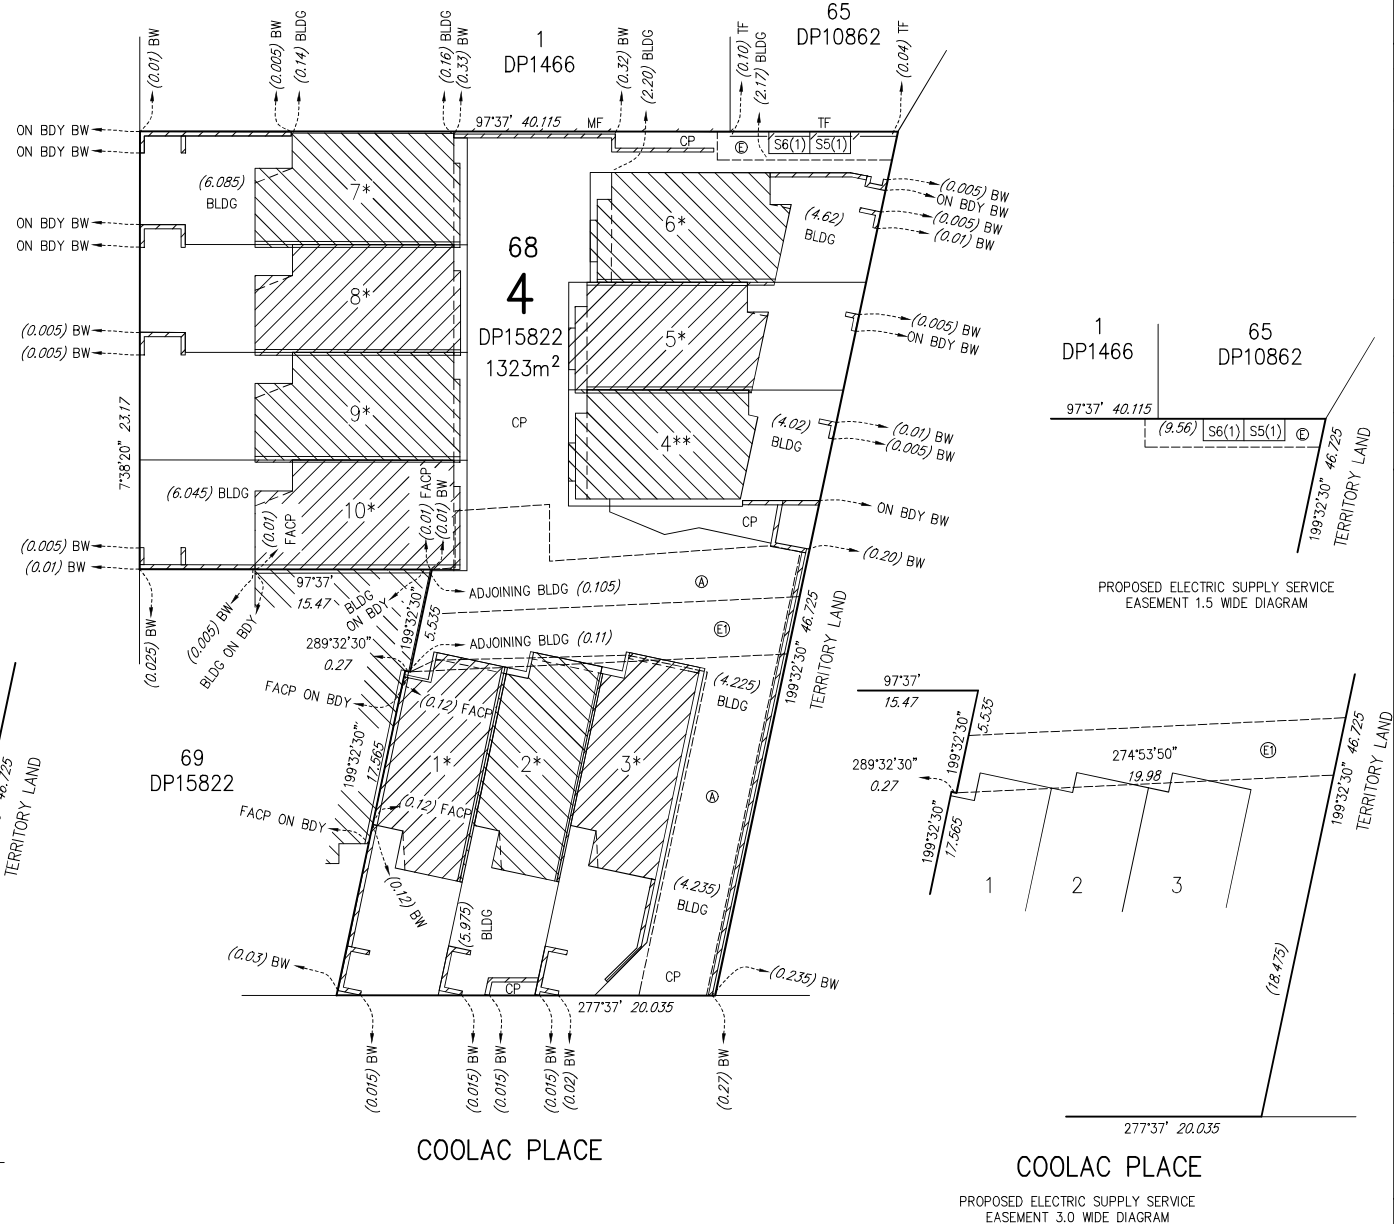 (0.01) BW
(0.005) BW
(0.14) BLDG
(0.16) BLDG
(0.33) BW
1
DP1466
(0.32) BW
(2.20) BLDG
(0.10) TF
(2.17) BLDG
65
DP10862
(0.04) TF
ON BDY BW
ON BDY BW
97°37' 40.115
MF
CP
TF
E
S6(1)
S5(1)
(6.085)
BLDG
7*
6*
(4.62)
BLDG
(0.005) BW
ON BDY BW
(0.005) BW
(0.01) BW
ON BDY BW
ON BDY BW
68
4
DP15822
1323m²
CP
8*
5*
(0.005) BW
ON BDY BW
(0.005) BW
(0.005) BW
7°38'20" 23.17
9*
4**
(4.02)
BLDG
(0.01) BW
(0.005) BW
(6.045) BLDG
(0.01)
FACP
10*
(0.01) FACP
(0.01) BW
CP
ON BDY BW
(0.20) BW
(0.005) BW
(0.01) BW
(0.025) BW
(0.005) BW
BLDG ON BDY
97°37'
15.47
BLDG
ON BDY
199°32'30"
5.535
ADJOINING BLDG (0.105)
A
E1
ADJOINING BLDG (0.11)
289°32'30"
0.27
FACP ON BDY
(0.12) FACP
199°32'30" 46.725
TERRITORY LAND
(4.225)
BLDG
69
DP15822
199°32'30"
17.565
1*
2*
3*
A
FACP ON BDY
(0.12) FACP
(0.12) BW
(5.975)
BLDG
(4.235)
BLDG
(0.03) BW
CP
CP
(0.235) BW
277°37' 20.035
(0.015) BW
(0.015) BW
(0.015) BW
(0.015) BW
(0.02) BW
(0.27) BW
COOLAC PLACE
46.725
TERRITORY LAND
1
DP1466
65
DP10862
97°37' 40.115
(9.56)
S6(1)
S5(1)
E
199°32'30" 46.725
TERRITORY LAND
PROPOSED ELECTRIC SUPPLY SERVICE
EASEMENT 1.5 WIDE DIAGRAM
97°37'
15.47
199°32'30"
5.535
289°32'30"
0.27
274°53'50"
19.98
E1
199°32'30" 46.725
TERRITORY LAND
199°32'30"
17.565
1
2
3
(18.475)
277°37' 20.035
COOLAC PLACE
PROPOSED ELECTRIC SUPPLY SERVICE
EASEMENT 3.0 WIDE DIAGRAM